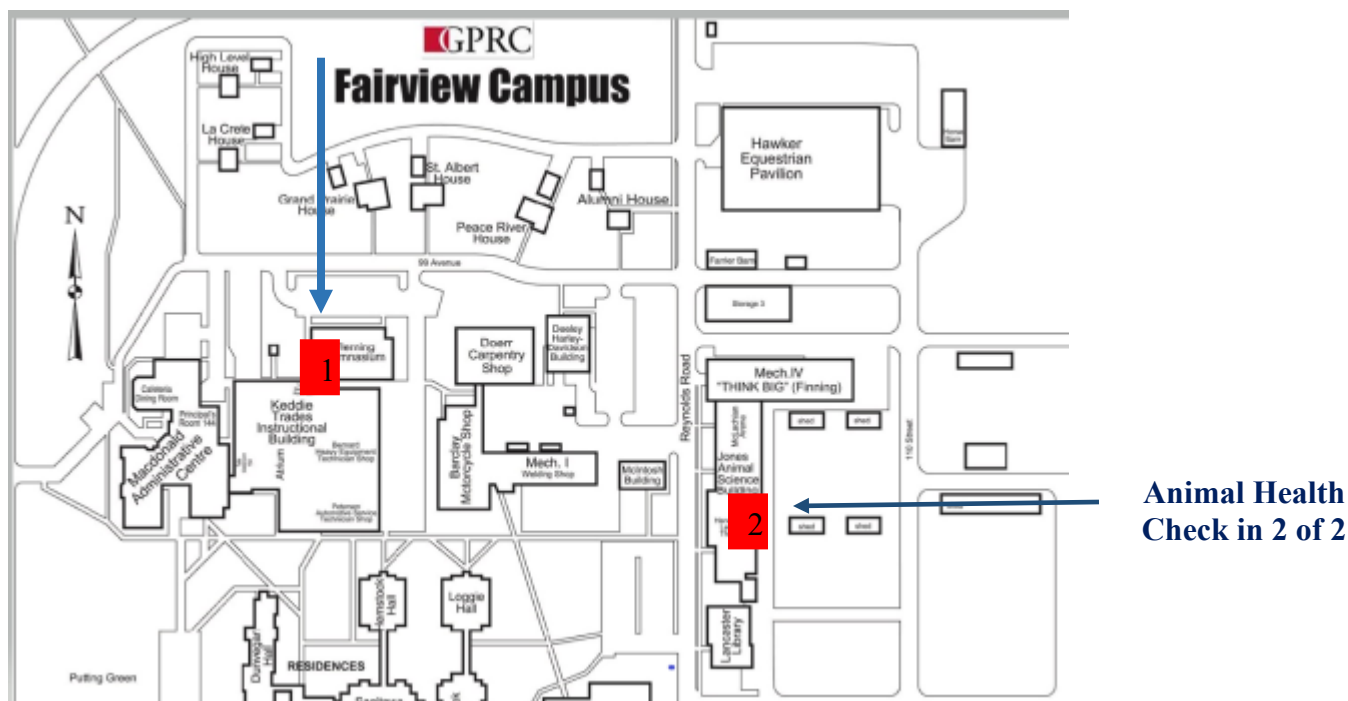 GPRC
Fairview Campus
High Level
House
La Crete
House
Grand Prairie
House
St. Albert
House
Peace River
House
Alumni House
Hawker
Equestrian
Pavilion
Horse
Barn
N
99 Avenue
Farrier Barn
Storage 3
1
Gymnasium
Doerr
Carpentry
Shop
Deeley
Harley-
Davidson
Building
Reynolds Road
Mech.IV
"THINK BIG" (Finning)
McLachlan
Arena
shed
shed
110 Street
Cafeteria
Dining Room
Principal's
Room 144
Macdonald
Administrative
Centre
Keddie
Trades
Instructional
Building
Atrium
Bernard
Heavy Equipment
Technician Shop
Peterson
Automotive Service
Technician Shop
Barclay
Motorcycle Shop
Mech. I
Welding Shop
McIntosh
Building
Jones
Animal
Science
Building
2
shed
shed
Animal Health
Check in 2 of 2
Hemstock
Hall
Loggie
Hall
Dunvegan
Hall
RESIDENCES
Lancaster
Library
Putting Green